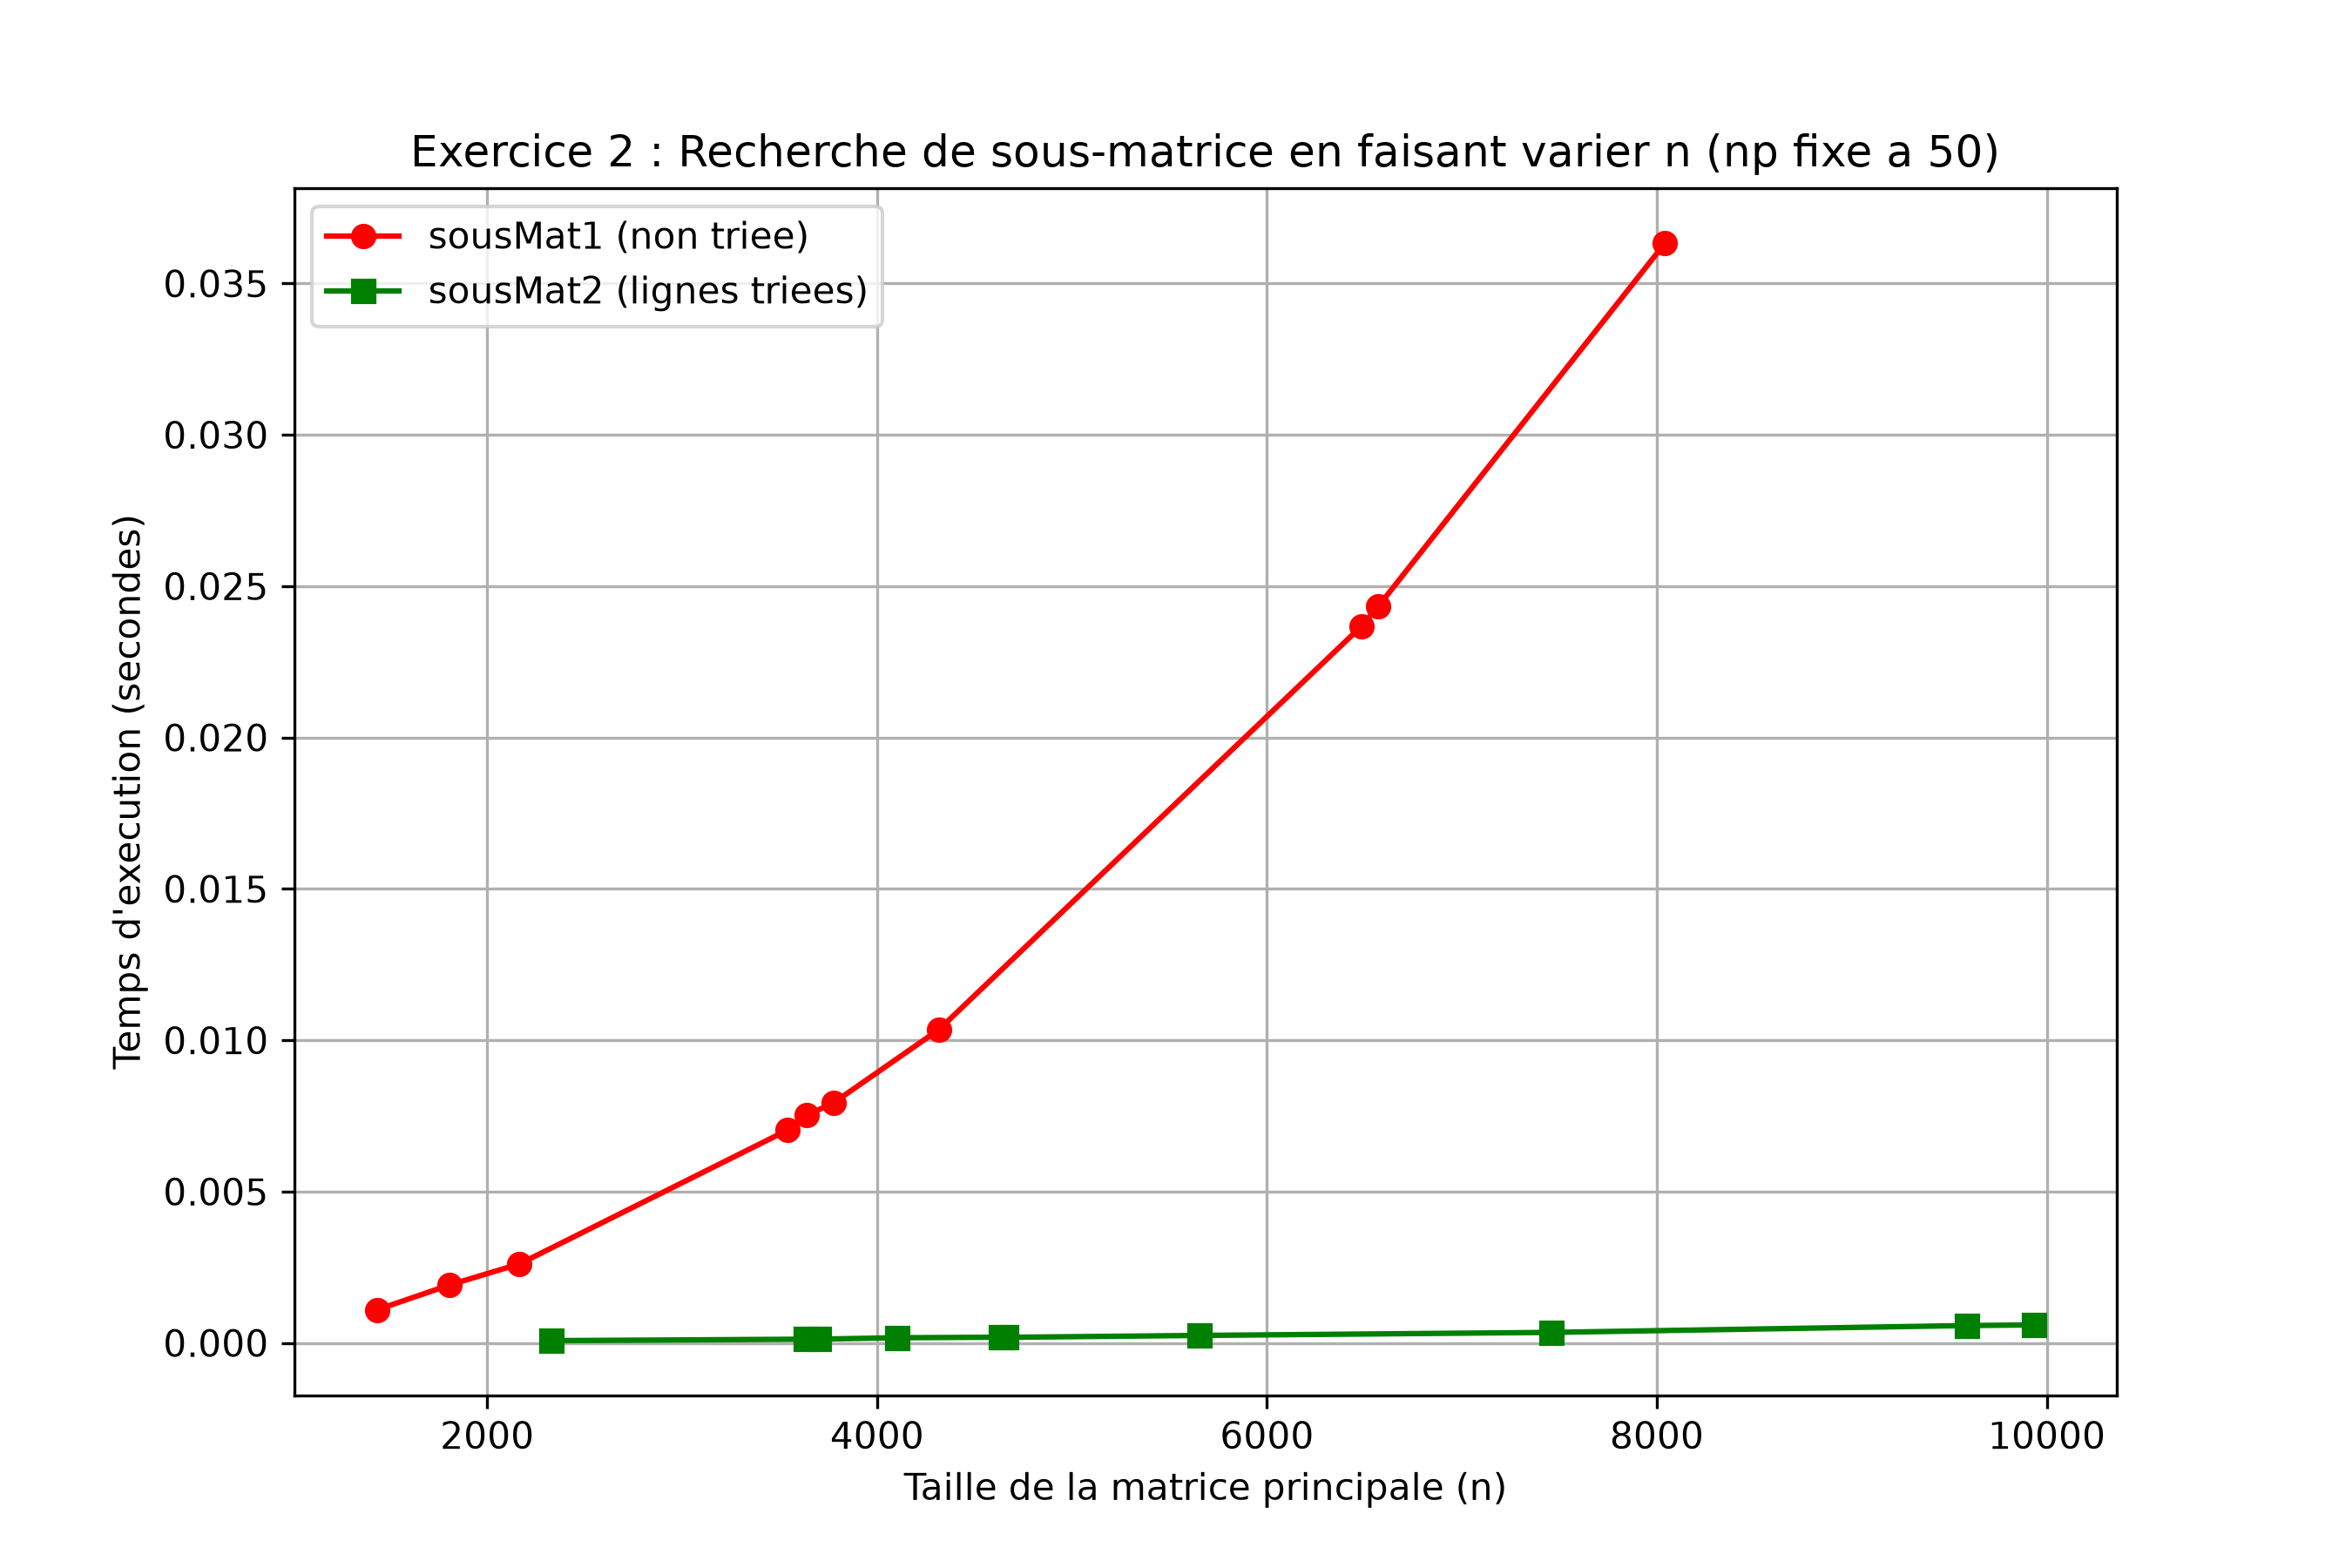 Exercice 2 : Recherche de sous-matrice en faisant varier n (np fixe a 50)
sousMat1 (non triee)
sousMat2 (lignes triees)
0.035
0.030
0.025
0.020
0.015
0.010
0.005
0.000
Temps d'execution (secondes)
2000 4000 6000 8000 10000
Taille de la matrice principale (n)